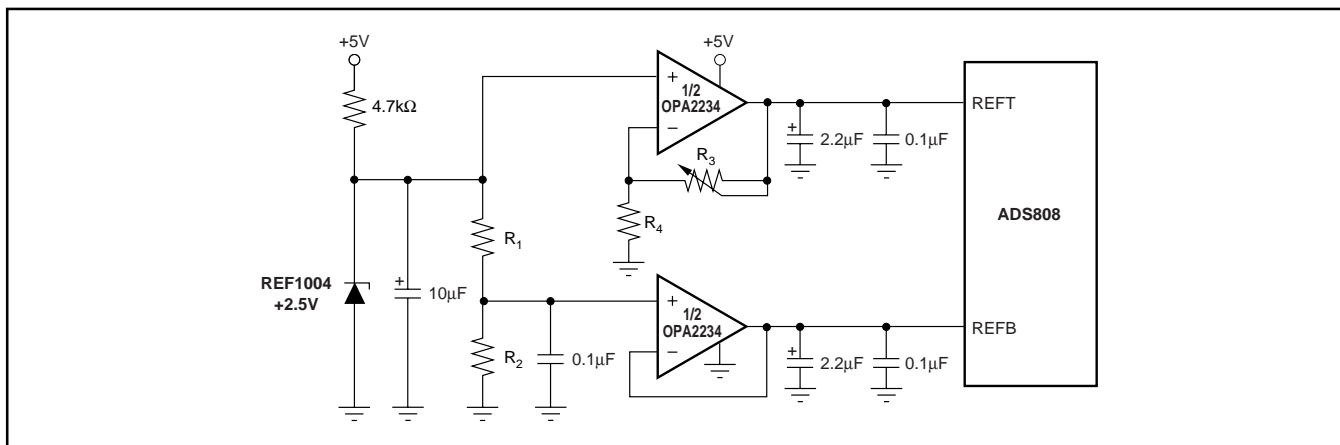 +5V
4.7kΩ
REF1004
+2.5V
+
10µF
R1
R2
0.1µF
+5V
+
1/2
OPA2234
−
R3
R4
+
2.2µF
0.1µF
REFT
+
1/2
OPA2234
−
+
2.2µF
0.1µF
REFB
ADS808